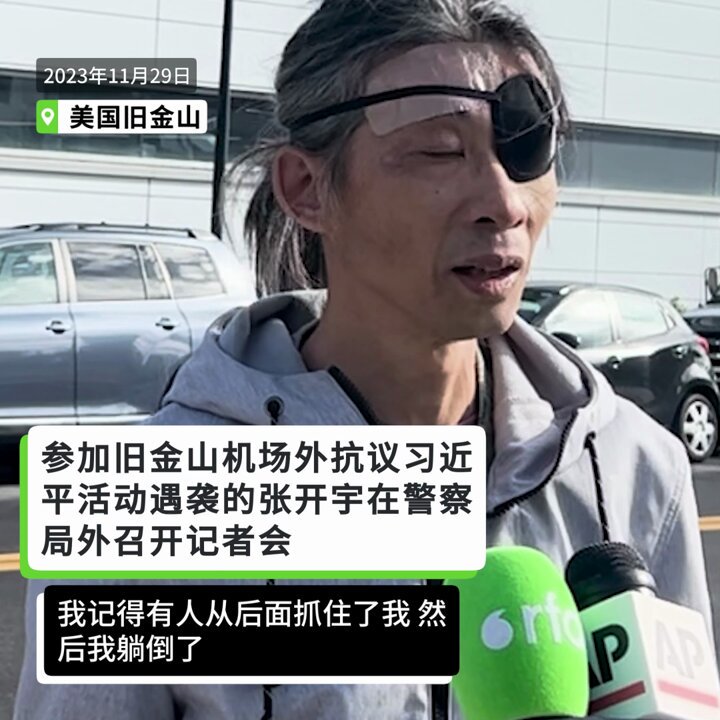 2023年11月29日
美国旧金山
参加旧金山机场外抗议习近
平活动遇袭的张开宇在警察
局外召开记者会
我记得有人从后面抓住了我 然
后我躺倒了
rfa
AP
AP